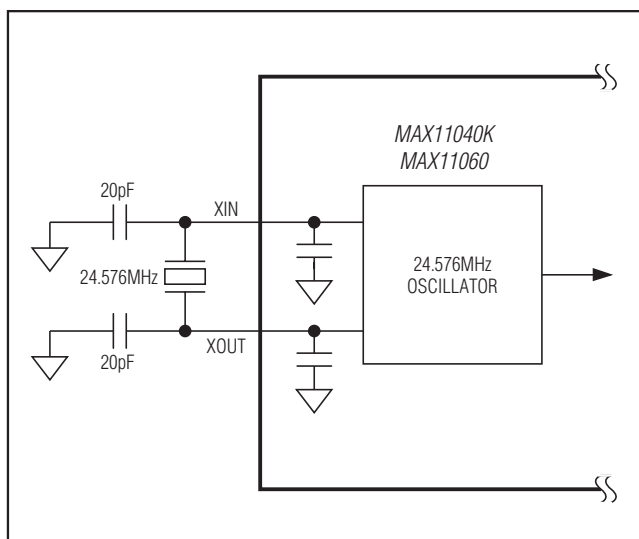 MAX11040K
MAX11060
20pF
XIN
24.576MHz
24.576MHz
OSCILLATOR
XOUT
20pF